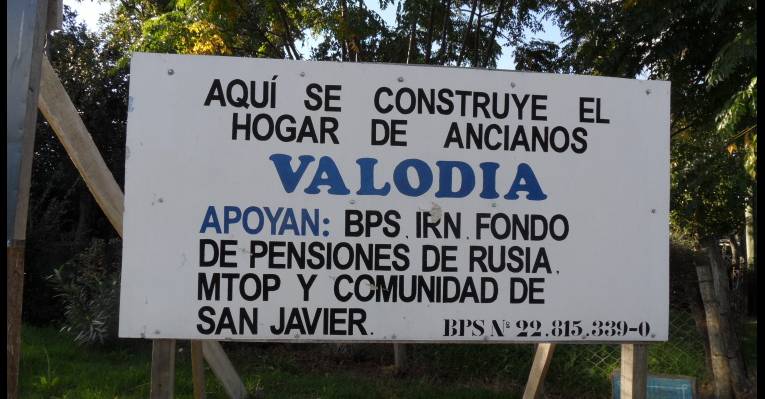 AQUÍ SE CONSTRUYE EL
HOGAR DE ANCIANOS
VALODIA
APOYAN: BPS. IRN. FONDO
DE PENSIONES DE RUSIA.
MTOP Y COMUNIDAD DE
SAN JAVIER.
BPS Nº 22.815.339-0